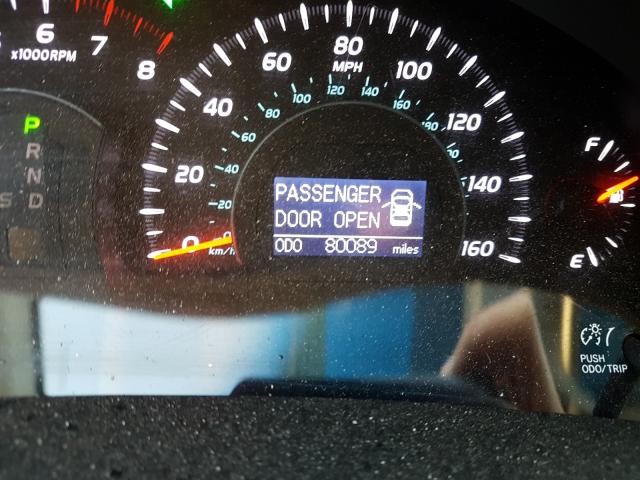 6
7
8
x1000RPM
P
R
N
S D
0
20
40
60
80
100
120
140
160
MPH
km/h
20
40
60
80
100
120
140
160
180
PASSENGER
DOOR OPEN
ODO 80089 miles
F
E
PUSH
ODO/TRIP